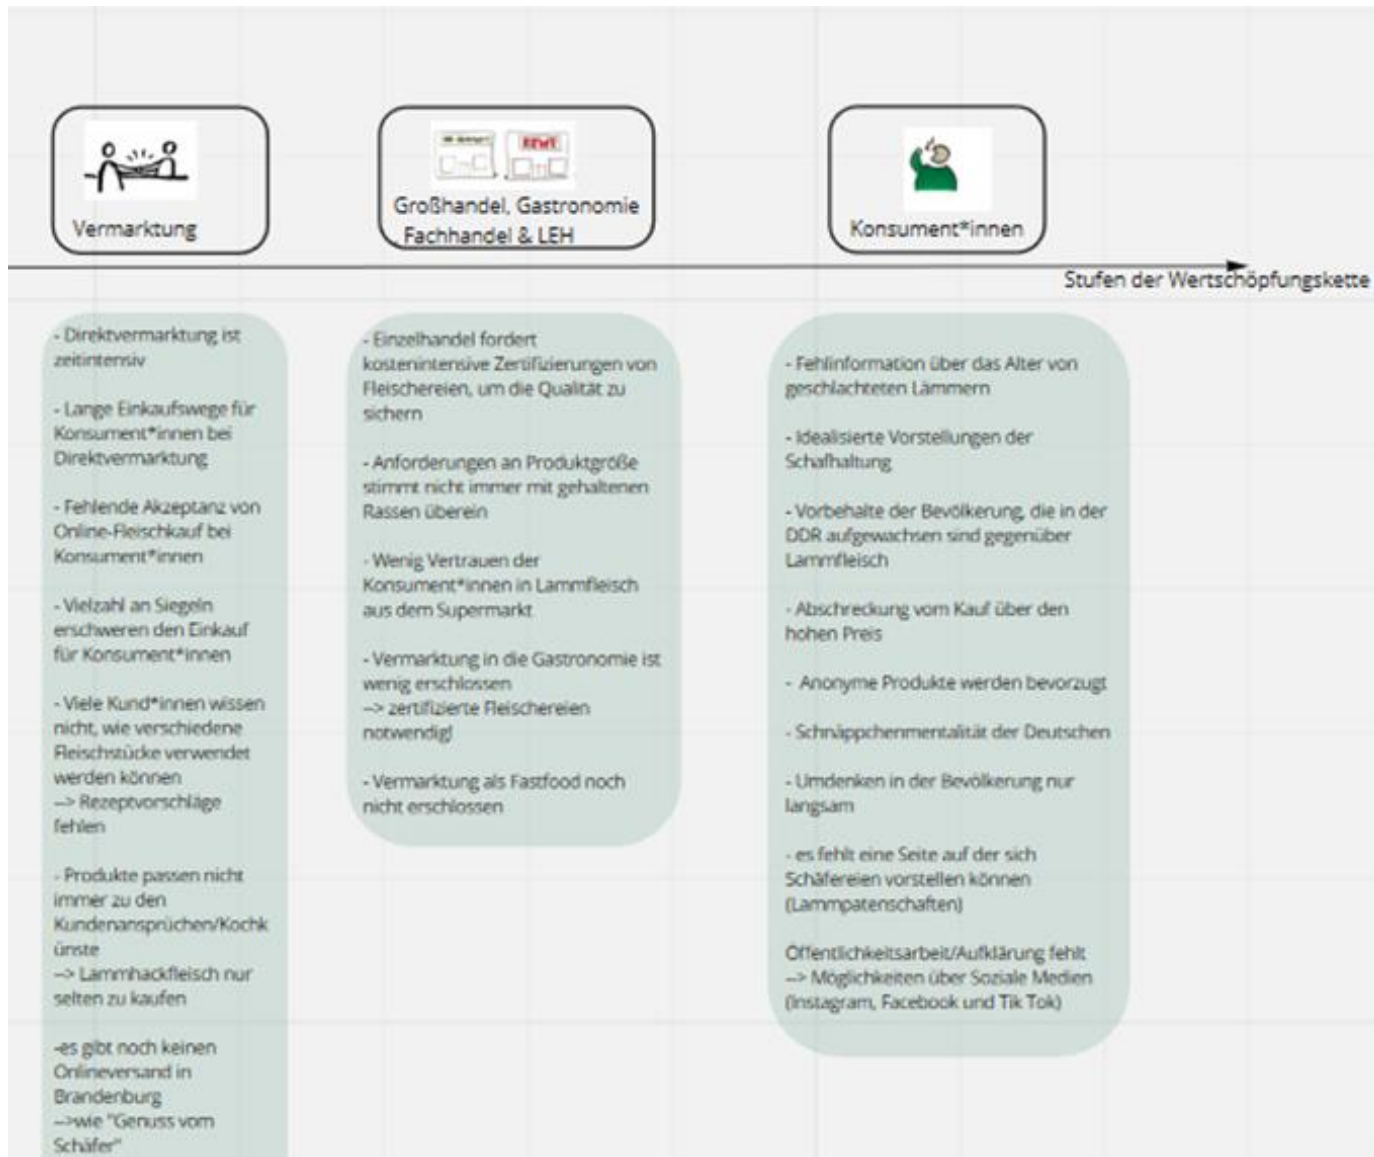 REWE
Vermarktung
Großhandel, Gastronomie
, Fachhandel & LEH
Konsument*innen
Stufen der Wertschöpfungskette
- Direktvermarktung ist
zeitintensiv
- Lange Einkaufswege für
Konsument*innen bei
Direktvermarktung
- Fehlende Akzeptanz von
Online-Fleischkauf bei
Konsument*innen
- Vielzahl an Siegeln
erschweren den Einkauf
für Konsument*innen
- Viele Kund*innen wissen
nicht, wie verschiedene
Fleischstücke verwendet
werden können
--> Rezeptvorschläge
fehlen
- Produkte passen nicht
immer zu den
Kundenansprüchen/Kochk
ünste
--> Lammhackfleisch nur
selten zu kaufen
-es gibt noch keinen
Onlineversand in
Brandenburg
-->wie "Genuss vom
Schäfer"
- Einzelhandel fordert
kostenintensive Zertifizierungen von
Fleischereien, um die Qualität zu
sichern
- Anforderungen an Produktgröße
stimmt nicht immer mit gehaltenen
Rassen überein
- Wenig Vertrauen der
Konsument*innen in Lammfleisch
aus dem Supermarkt
- Vermarktung in die Gastronomie ist
wenig erschlossen
--> zertifizierte Fleischereien
notwendig!
- Vermarktung als Fastfood noch
nicht erschlossen
- Fehlinformation über das Alter von
geschlachteten Lämmern
- Idealisierte Vorstellungen der
Schafhaltung
- Vorbehalte der Bevölkerung, die in der
DDR aufgewachsen sind gegenüber
Lammfleisch
- Abschreckung vom Kauf über den
hohen Preis
- Anonyme Produkte werden bevorzugt
- Schnäppchenmentalität der Deutschen
- Umdenken in der Bevölkerung nur
langsam
- es fehlt eine Seite auf der sich
Schäfereien vorstellen können
(Lammpatenschaften)
Öffentlichkeitsarbeit/Aufklärung fehlt
--> Möglichkeiten über Soziale Medien
(Instagram, Facebook und Tik Tok)